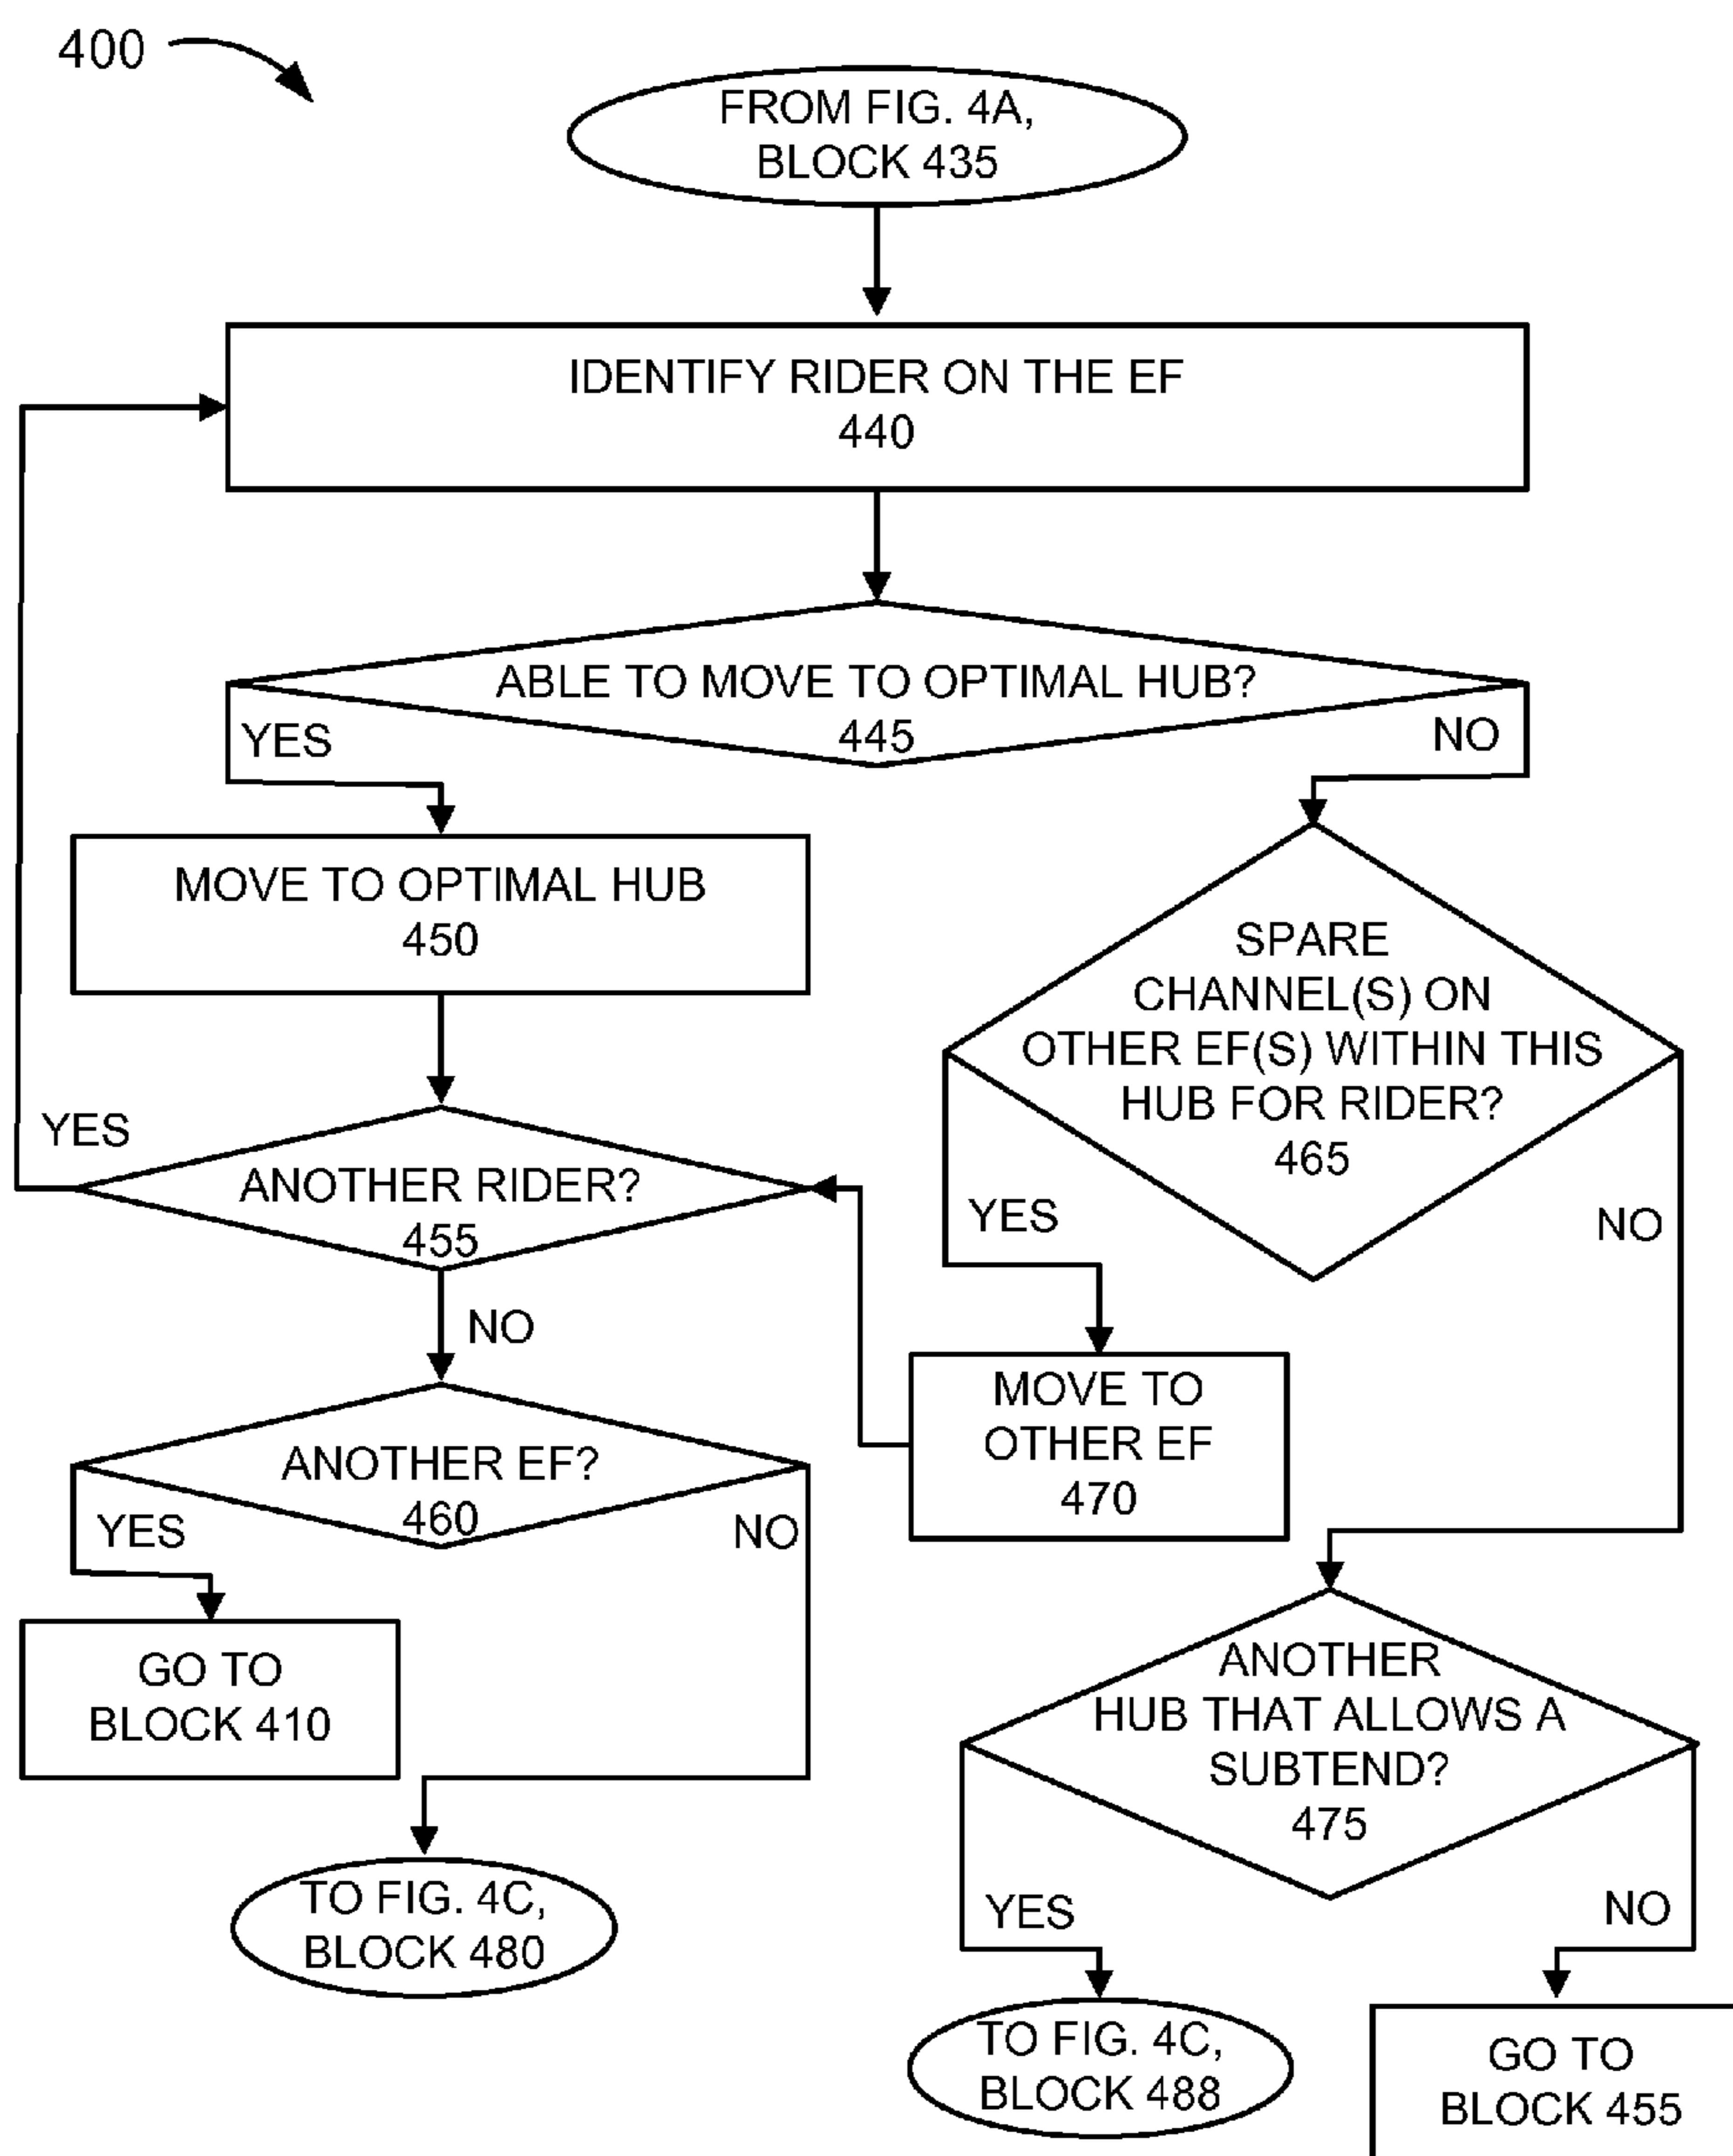 400
FROM FIG. 4A,
BLOCK 435
IDENTIFY RIDER ON THE EF
440
ABLE TO MOVE TO OPTIMAL HUB?
445
YES
NO
MOVE TO OPTIMAL HUB
450
SPARE
CHANNEL(S) ON
OTHER EF(S) WITHIN THIS
HUB FOR RIDER?
465
YES
ANOTHER RIDER?
455
YES
NO
NO
MOVE TO
OTHER EF
470
ANOTHER EF?
460
YES
NO
GO TO
BLOCK 410
ANOTHER
HUB THAT ALLOWS A
SUBTEND?
475
TO FIG. 4C,
BLOCK 480
YES
NO
TO FIG. 4C,
BLOCK 488
GO TO
BLOCK 455